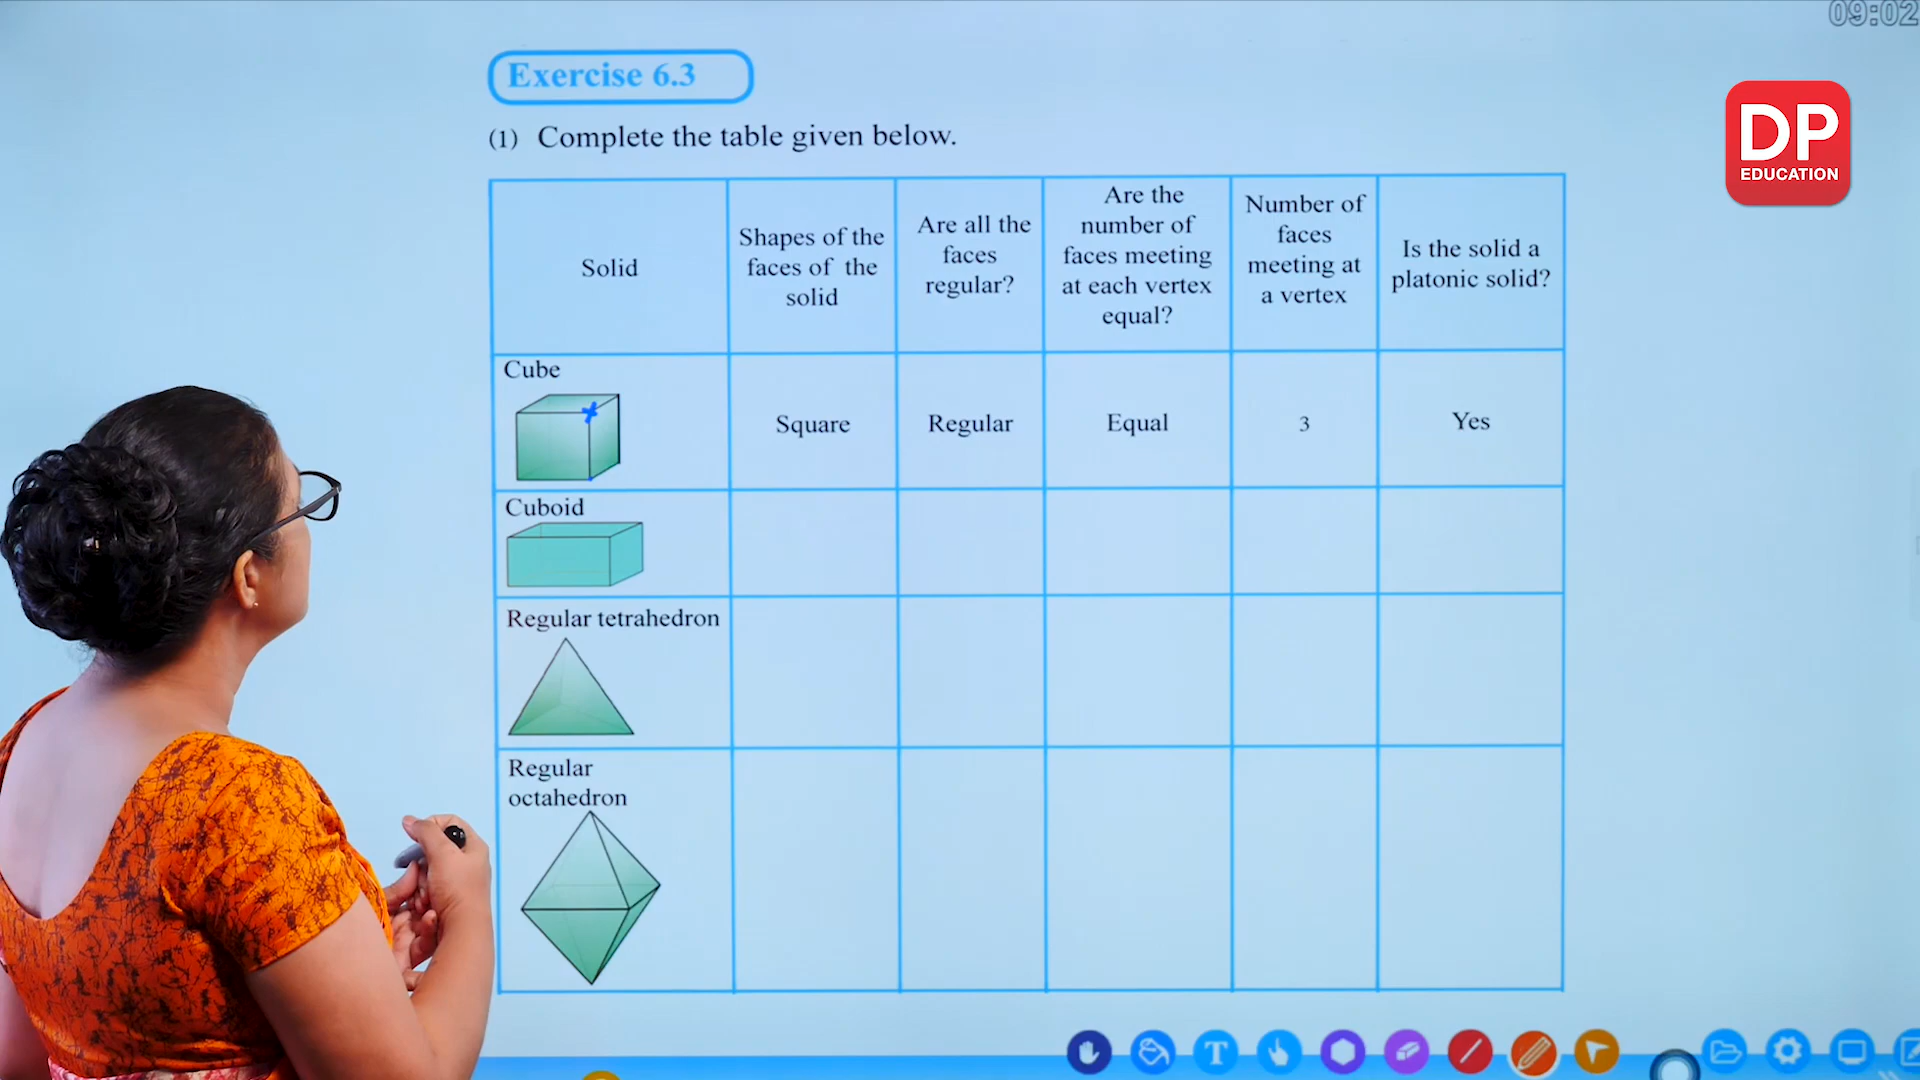 09:02
Exercise 6.3
DP
EDUCATION
(1) Complete the table given below.
Solid
Shapes of the
faces of the
solid
Are all the
faces
regular?
Are the
number of
faces meeting
at each vertex
equal?
Number of
faces
meeting at
a vertex
Is the solid a
platonic solid?
Cube
Square
Regular
Equal
3
Yes
Cuboid
Regular tetrahedron
Regular
octahedron
T